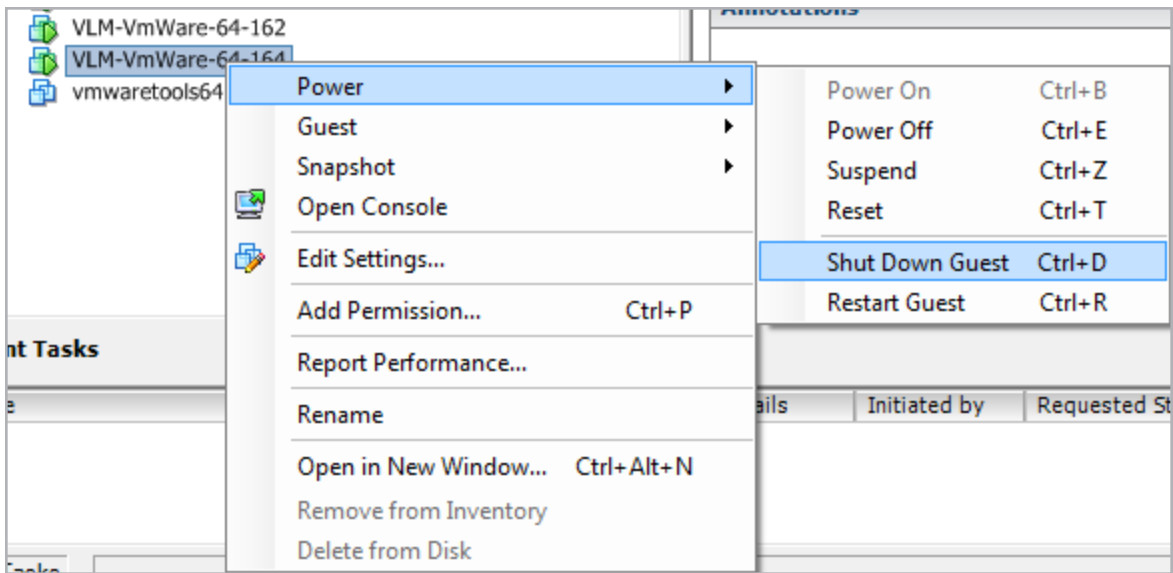 Annotations
VLM-VmWare-64-162
VLM-VmWare-64-164
vmwaretools64
Power
Guest
Snapshot
Open Console
Edit Settings...
Add Permission... Ctrl+P
Report Performance...
Rename
Open in New Window... Ctrl+Alt+N
Remove from Inventory
Delete from Disk
Power On Ctrl+B
Power Off Ctrl+E
Suspend Ctrl+Z
Reset Ctrl+T
Shut Down Guest Ctrl+D
Restart Guest Ctrl+R
nt Tasks
e
ails Initiated by Requested St